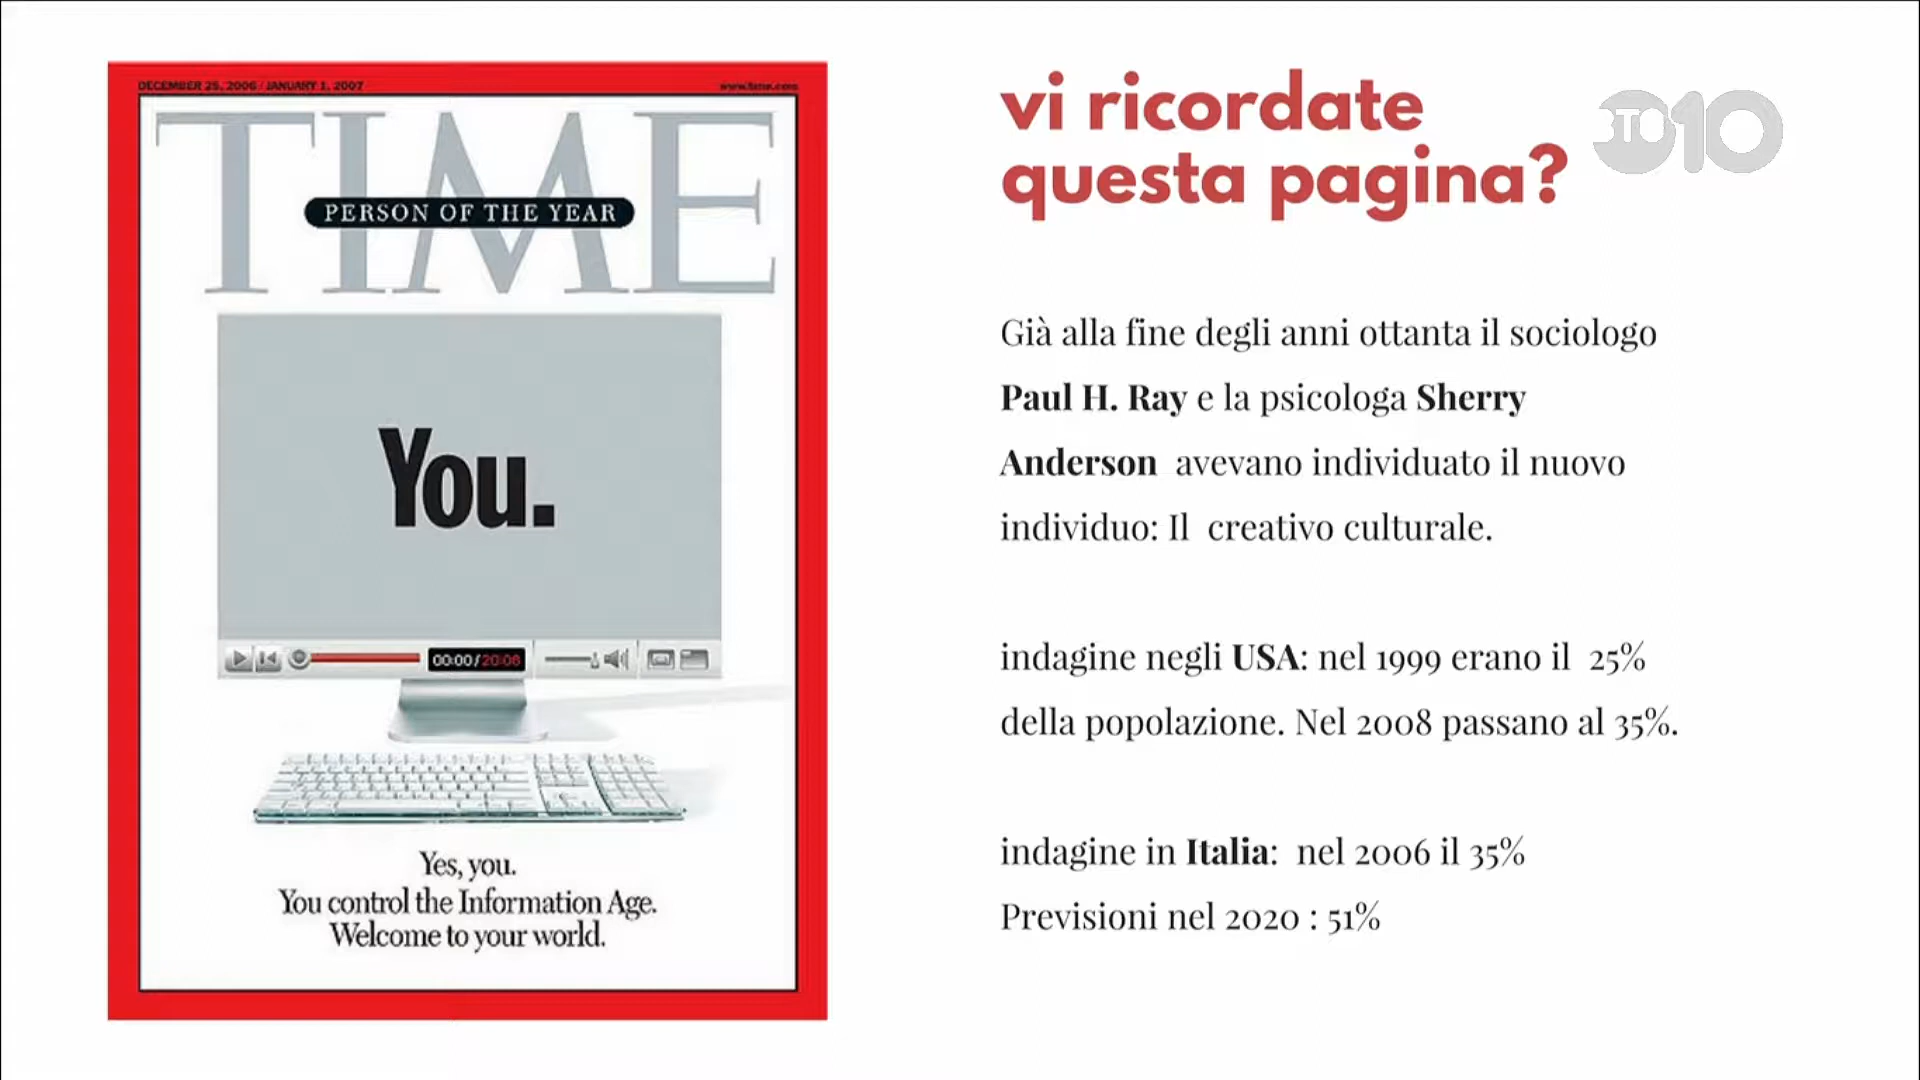 DECEMBER 25, 2006 / JANUARY 1, 2007
www.time.com
TIME
PERSON OF THE YEAR
You.
00:00/20:06
Yes, you.
You control the Information Age.
Welcome to your world.
vi ricordate
questa pagina?
TO10
Già alla fine degli anni ottanta il sociologo
Paul H. Ray e la psicologa Sherry
Anderson avevano individuato il nuovo
individuo: Il creativo culturale.
indagine negli USA: nel 1999 erano il 25%
della popolazione. Nel 2008 passano al 35%.
indagine in Italia: nel 2006 il 35%
Previsioni nel 2020 : 51%